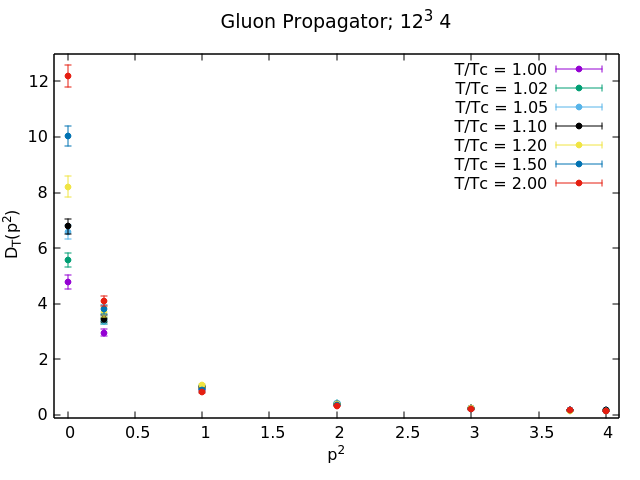 Gluon Propagator; 12³ 4
T/Tc = 1.00
T/Tc = 1.02
T/Tc = 1.05
T/Tc = 1.10
T/Tc = 1.20
T/Tc = 1.50
T/Tc = 2.00
12
10
8
6
4
2
0
D_T(p²)
0 0.5 1 1.5 2 2.5 3 3.5 4
p²